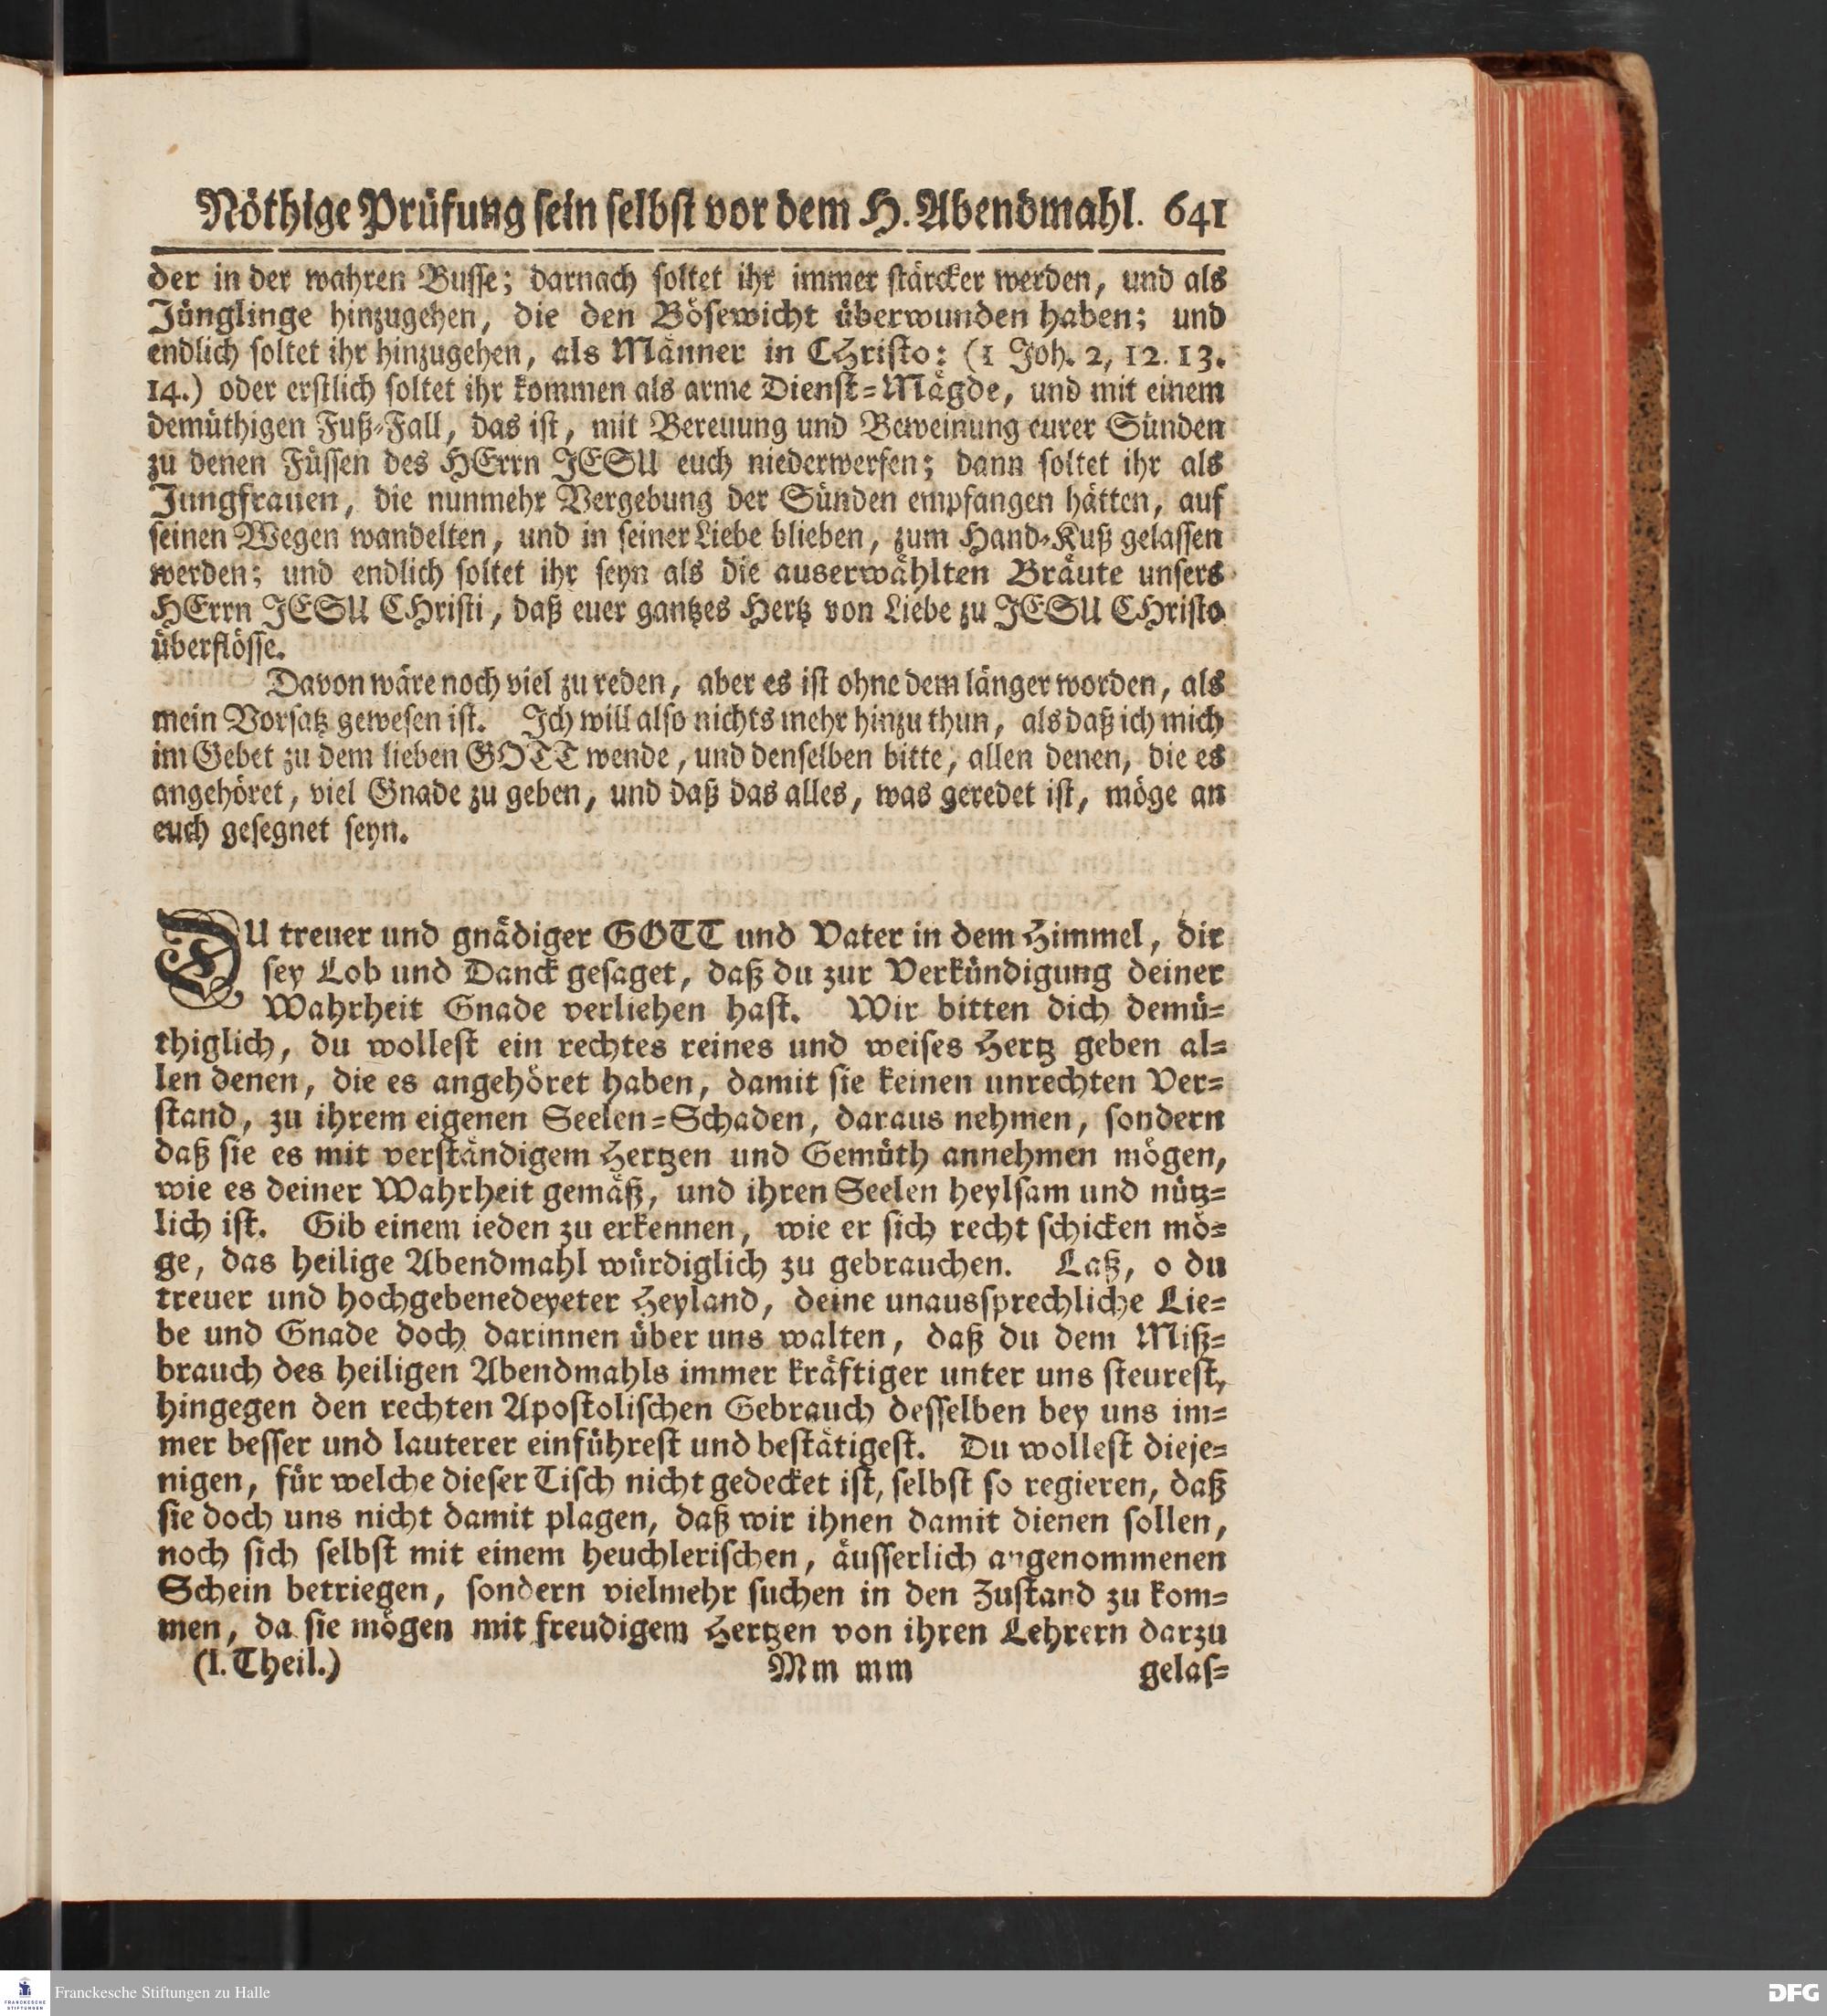 Nöthige Prüfung sein selbst vor dem H. Abendmahl. 641
der in der wahren Busse; darnach soltet ihr immer stärcker werden, und als
Jünglinge hinzugehen, die den Bösewicht überwunden haben; und
endlich soltet ihr hinzugehen, als Männer in CHristo: (1 Joh. 2, 12. 13.
14.) oder erstlich soltet ihr kommen als arme Dienst-Mägde, und mit einem
demüthigen Fuß-Fall, das ist, mit Bereuung und Beweinung eurer Sünden
zu denen Füssen des HErrn JESU euch niederwerfen; dann soltet ihr als
Jungfrauen, die nunmehr Vergebung der Sünden empfangen hätten, auf
seinen Wegen wandelten, und in seiner Liebe blieben, zum Hand-Kuß gelassen
werden; und endlich soltet ihr seyn als die auserwählten Bräute unsers
HErrn JESU CHristi, daß euer gantzes Hertz von Liebe zu JESU CHristo
überflösse.
Davon wäre noch viel zu reden, aber es ist ohne dem länger worden, als
mein Vorsatz gewesen ist. Ich will also nichts mehr hinzu thun, als daß ich mich
im Gebet zu dem lieben GOTT wende, und denselben bitte, allen denen, die es
angehöret, viel Gnade zu geben, und daß das alles, was geredet ist, möge an
euch gesegnet seyn.
DU treuer und gnädiger GOTT und Vater in dem Himmel, dir
sey Lob und Danck gesaget, daß du zur Verkündigung deiner
Wahrheit Gnade verliehen hast. Wir bitten dich demü-
thiglich, du wollest ein rechtes reines und weises Hertz geben al-
len denen, die es angehöret haben, damit sie keinen unrechten Ver-
stand, zu ihrem eigenen Seelen-Schaden, daraus nehmen, sondern
daß sie es mit verständigem Hertzen und Gemüth annehmen mögen,
wie es deiner Wahrheit gemäß, und ihren Seelen heylsam und nütz-
lich ist. Gib einem ieden zu erkennen, wie er sich recht schicken mö-
ge, das heilige Abendmahl würdiglich zu gebrauchen. Laß, o du
treuer und hochgebenedeyeter Heyland, deine unaussprechliche Lie-
be und Gnade doch darinnen über uns walten, daß du dem Miß-
brauch des heiligen Abendmahls immer kräftiger unter uns steurest,
hingegen den rechten Apostolischen Gebrauch desselben bey uns im-
mer besser und lauterer einführest und bestätigest. Du wollest dieje-
nigen, für welche dieser Tisch nicht gedecket ist, selbst so regieren, daß
sie doch uns nicht damit plagen, daß wir ihnen damit dienen sollen,
noch sich selbst mit einem heuchlerischen, äusserlich angenommenen
Schein betriegen, sondern vielmehr suchen in den Zustand zu kom-
men, da sie mögen mit freudigem Hertzen von ihren Lehrern darzu
(I. Theil.) Mm mm gelas-
FRANCKESCHE STIFTUNGEN
Franckesche Stiftungen zu Halle
DFG